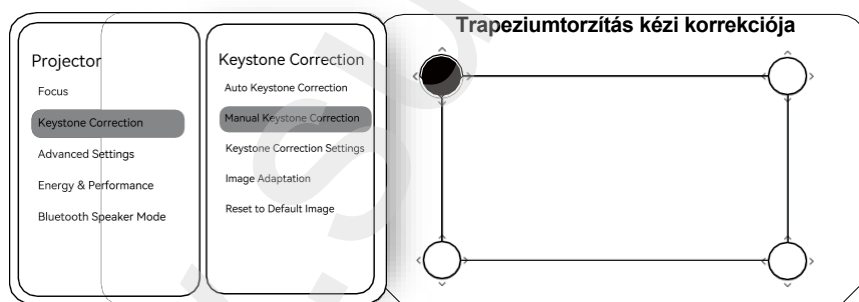 Trapeziumtorzítás kézi korrekciója
Projector
Focus
Keystone Correction
Advanced Settings
Energy & Performance
Bluetooth Speaker Mode
Keystone Correction
Auto Keystone Correction
Manual Keystone Correction
Keystone Correction Settings
Image Adaptation
Reset to Default Image